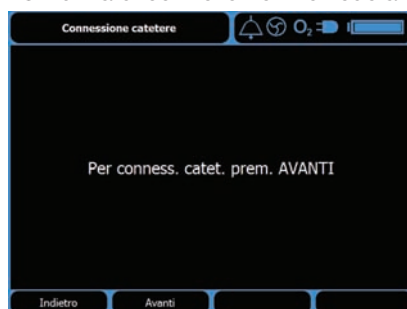 Connessione catetere
O₂
Per conness. catet. prem. AVANTI
Indietro
Avanti